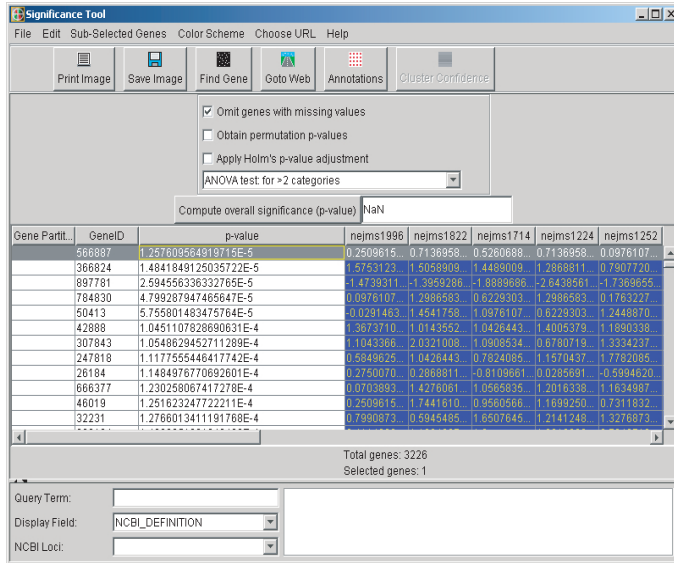 Significance Tool
File Edit Sub-Selected Genes Color Scheme Choose URL Help
Print Image Save Image Find Gene Goto Web Annotations Cluster Confidence
Omit genes with missing values
Obtain permutation p-values
Apply Holm's p-value adjustment
ANOVA test: for >2 categories
Compute overall significance (p-value) NaN
Gene Partit... GeneID p-value nejms1996 nejms1822 nejms1714 nejms1224 nejms1252
566887 1.257609564919715E-5 0.2509615... 0.7136958... 0.5260688... 0.7136958... 0.0976107...
366824 1.4841849125035722E-5 1.5753123... 1.5058909... 1.4489009... 1.2868811... 0.7907720...
897781 2.594556336332765E-5 -1.4739311... -1.3959286... -1.8889686... -2.6438561... -1.7369655...
784830 4.799287947465647E-5 0.0976107... 1.2986583... 0.6229303... 1.2986583... 0.1763227...
50413 5.755801483475764E-5 -0.0291463... 1.4541758... 1.0976107... 0.6229303... 1.2448870...
42888 1.0451107828690631E-4 1.3673710... 1.0143552... 1.0426443... 1.4005379... 1.1890338...
307843 1.0548629452711289E-4 1.1043366... 2.0321008... 1.0908534... 0.6780719... 1.3334237...
247818 1.1177555446417742E-4 0.5849625... 1.0426443... 0.7824085... 1.1570437... 1.7782085...
26184 1.1484976770692601E-4 0.2750070... 0.2868811... -0.8109661... 0.0285691... -0.5994620...
666377 1.230258067417278E-4 0.0703893... 1.4276061... 1.0565835... 1.2016338... 1.1634987...
46019 1.251623247722211E-4 0.2509615... 1.7441610... 0.9560566... 1.1699250... 0.7311832...
32231 1.2766013411191768E-4 0.7990873... 0.5945485... 1.6507645... 1.2141248... 1.3276873...
Total genes: 3226
Selected genes: 1
Query Term:
Display Field: NCBI_DEFINITION
NCBI Loci: